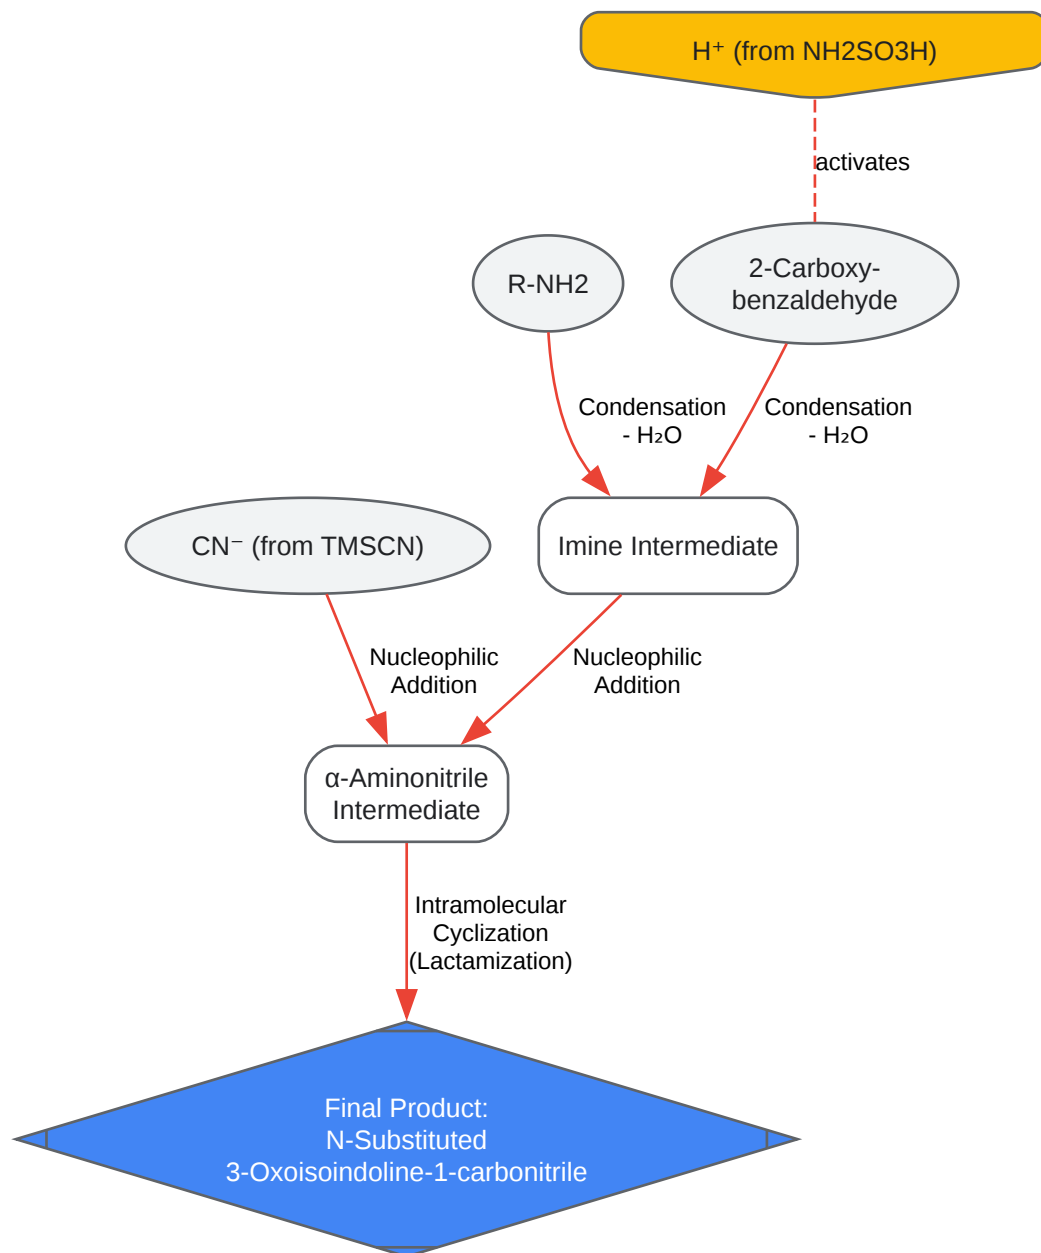 H⁺ (from NH2SO3H)
activates
R-NH2
2-Carboxy-
benzaldehyde
Condensation
- H₂O
Condensation
- H₂O
CN⁻ (from TMSCN)
Imine Intermediate
Nucleophilic
Addition
Nucleophilic
Addition
α-Aminonitrile
Intermediate
Intramolecular
Cyclization
(Lactamization)
Final Product:
N-Substituted
3-Oxoisoindoline-1-carbonitrile